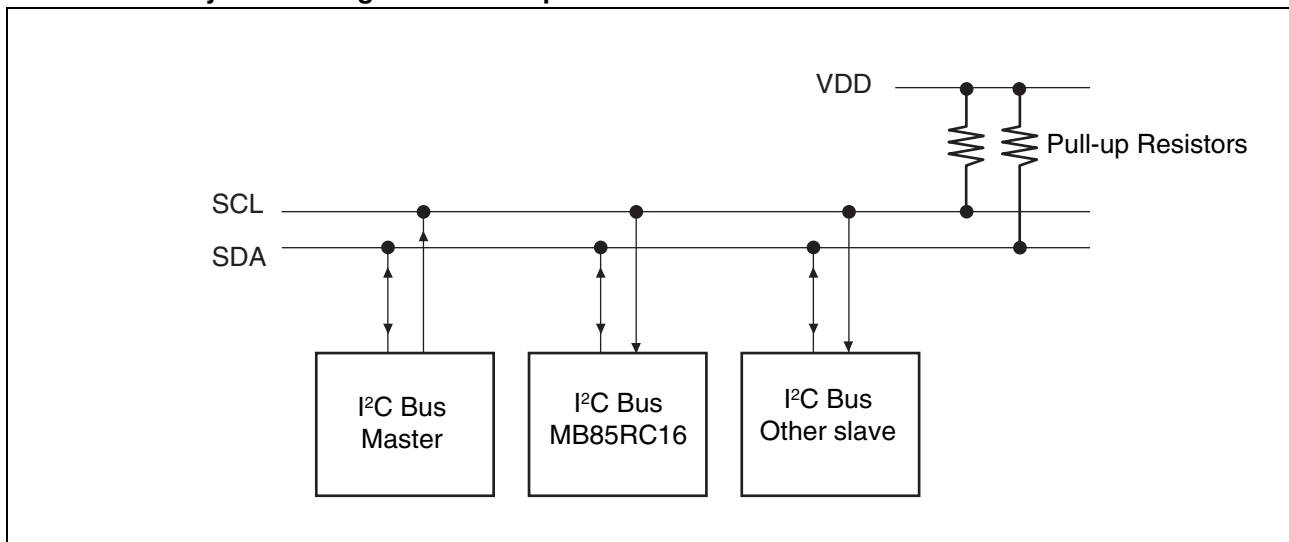 VDD
Pull-up Resistors
SCL
SDA
I²C Bus
Master
I²C Bus
MB85RC16
I²C Bus
Other slave